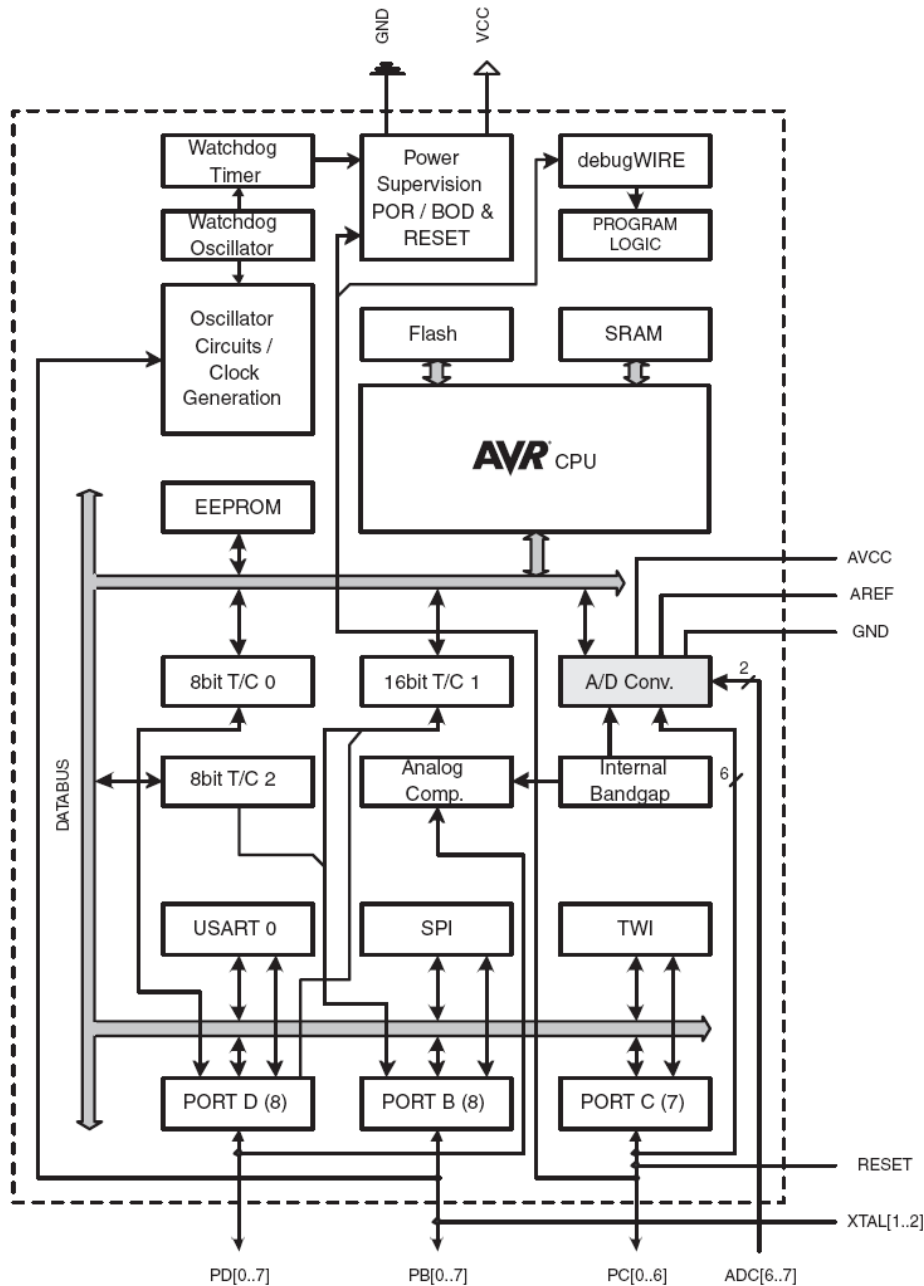 GND
VCC
Watchdog
Timer
Power
Supervision
POR / BOD &
RESET
debugWIRE
Watchdog
Oscillator
PROGRAM
LOGIC
Oscillator
Circuits /
Clock
Generation
Flash
SRAM
AVR CPU
EEPROM
AVCC
AREF
GND
8bit T/C 0
16bit T/C 1
A/D Conv.
2
DATABUS
8bit T/C 2
Analog
Comp.
Internal
Bandgap
6
USART 0
SPI
TWI
PORT D (8)
PORT B (8)
PORT C (7)
RESET
XTAL[1..2]
PD[0..7]
PB[0..7]
PC[0..6]
ADC[6..7]